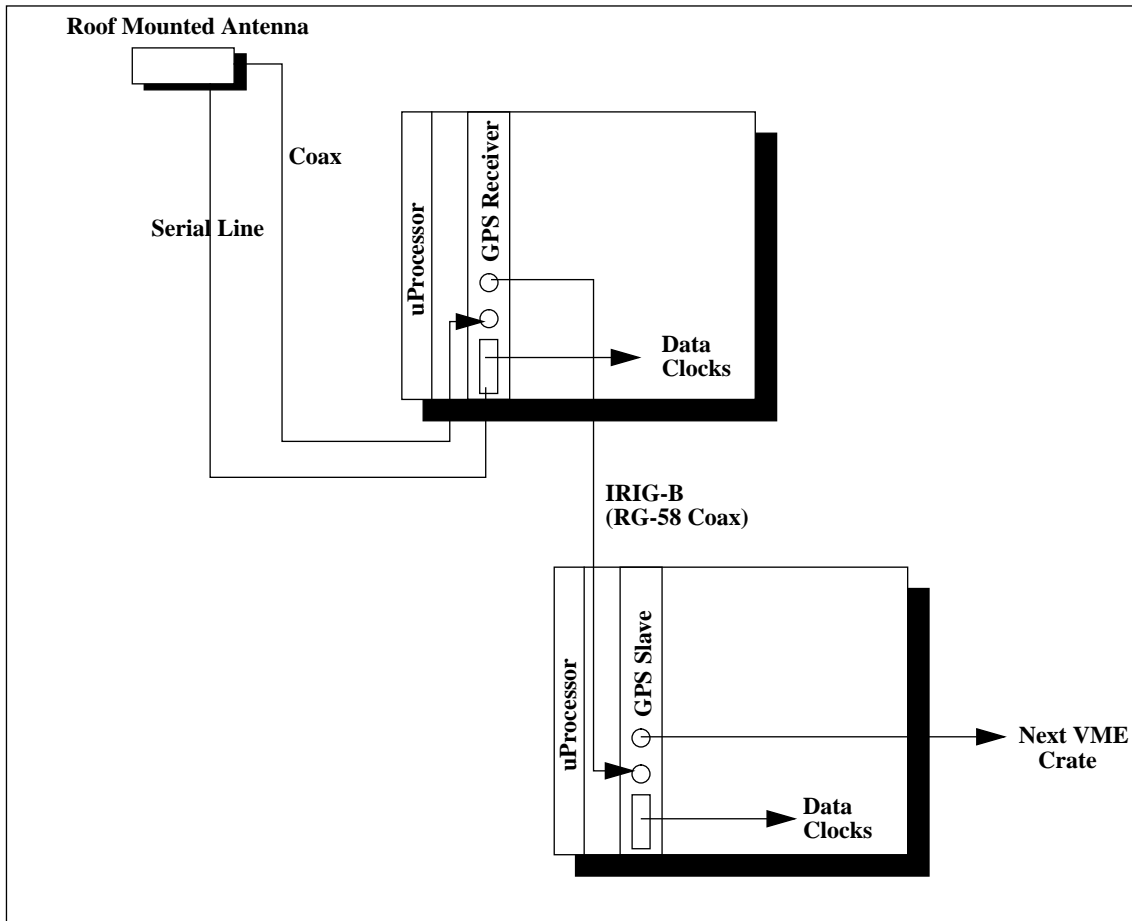 Roof Mounted Antenna
Coax
Serial Line
uProcessor
GPS Receiver
Data
Clocks
IRIG-B
(RG-58 Coax)
uProcessor
GPS Slave
Next VME
Crate
Data
Clocks